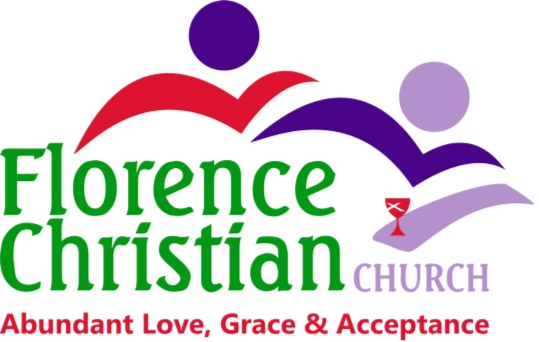 Florence
Christian CHURCH
Abundant Love, Grace & Acceptance